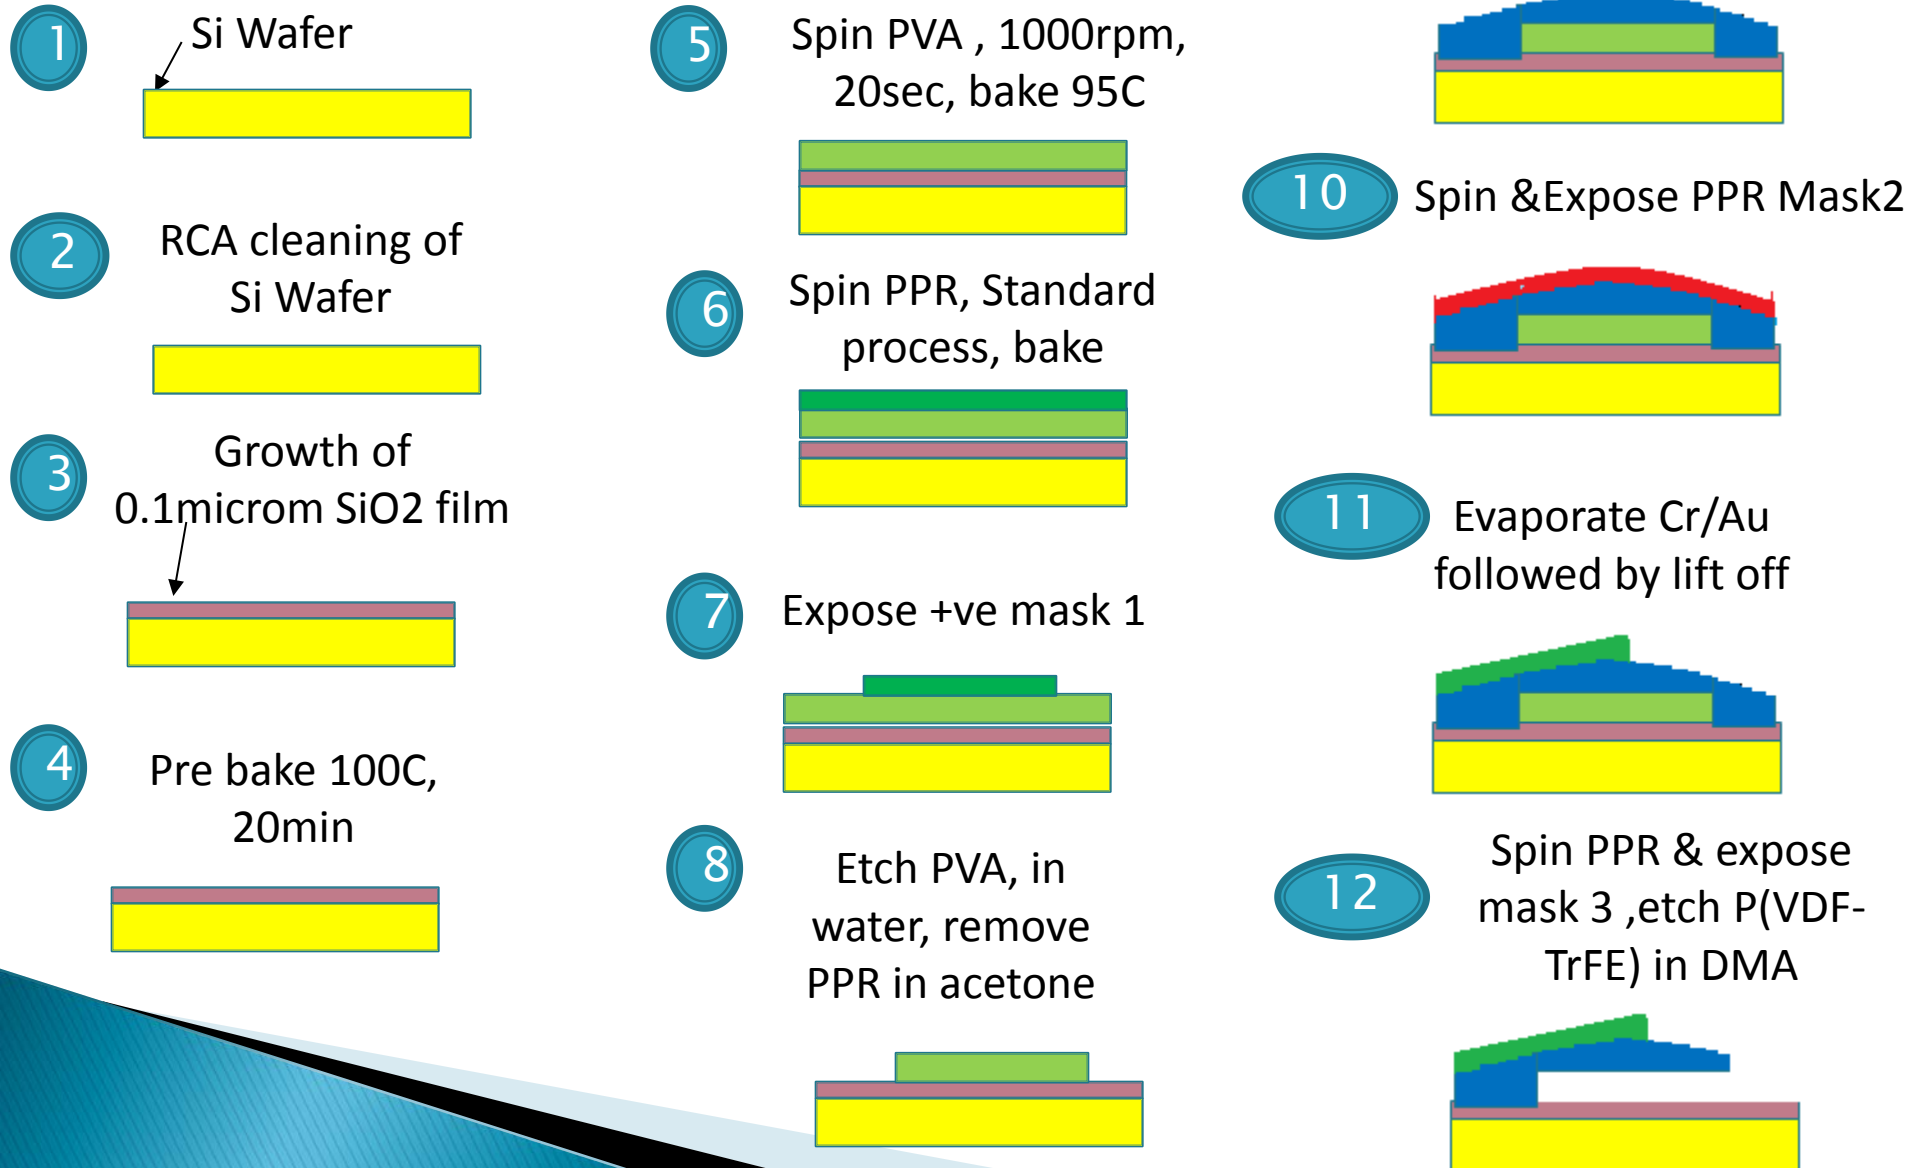 1
Si Wafer
2
RCA cleaning of
Si Wafer
3
Growth of
0.1microm SiO2 film
4
Pre bake 100C,
20min
5
Spin PVA , 1000rpm,
20sec, bake 95C
6
Spin PPR, Standard
process, bake
7
Expose +ve mask 1
8
Etch PVA, in
water, remove
PPR in acetone
10
Spin &Expose PPR Mask2
11
Evaporate Cr/Au
followed by lift off
12
Spin PPR & expose
mask 3 ,etch P(VDF-
TrFE) in DMA